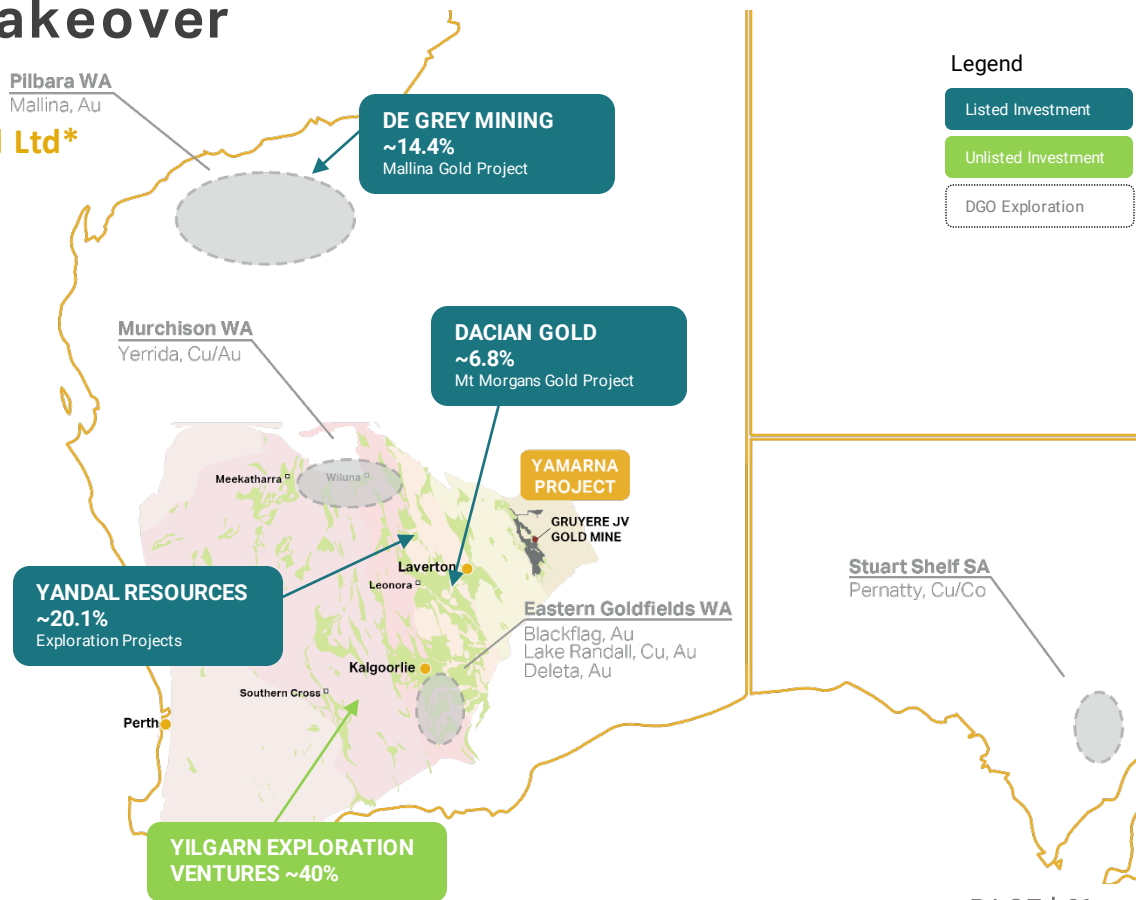 akeover
Pilbara WA
Mallina, Au
Ltd*
DE GREY MINING
~14.4%
Mallina Gold Project
Legend
Listed Investment
Unlisted Investment
DGO Exploration
Murchison WA
Yerrida, Cu/Au
DACIAN GOLD
~6.8%
Mt Morgans Gold Project
Meekatharra
Wiluna
YAMARNA
PROJECT
GRUYERE JV
GOLD MINE
Laverton
Leonora
YANDAL RESOURCES
~20.1%
Exploration Projects
Eastern Goldfields WA
Blackflag, Au
Lake Randall, Cu, Au
Deleta, Au
Stuart Shelf SA
Pernatty, Cu/Co
Kalgoorlie
Southern Cross
Perth
YILGARN EXPLORATION
VENTURES ~40%